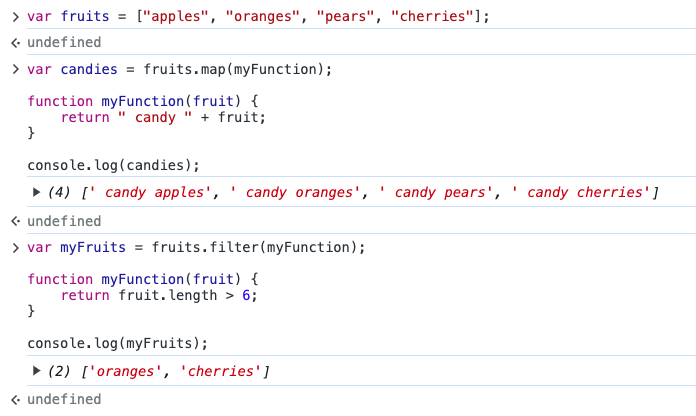 > var fruits = ["apples", "oranges", "pears", "cherries"];
<· undefined
> var candies = fruits.map(myFunction);
function myFunction(fruit) {
    return " candy " + fruit;
}
console.log(candies);
▶ (4) [' candy apples', ' candy oranges', ' candy pears', ' candy cherries']
<· undefined
> var myFruits = fruits.filter(myFunction);
function myFunction(fruit) {
    return fruit.length > 6;
}
console.log(myFruits);
▶ (2) ['oranges', 'cherries']
<· undefined